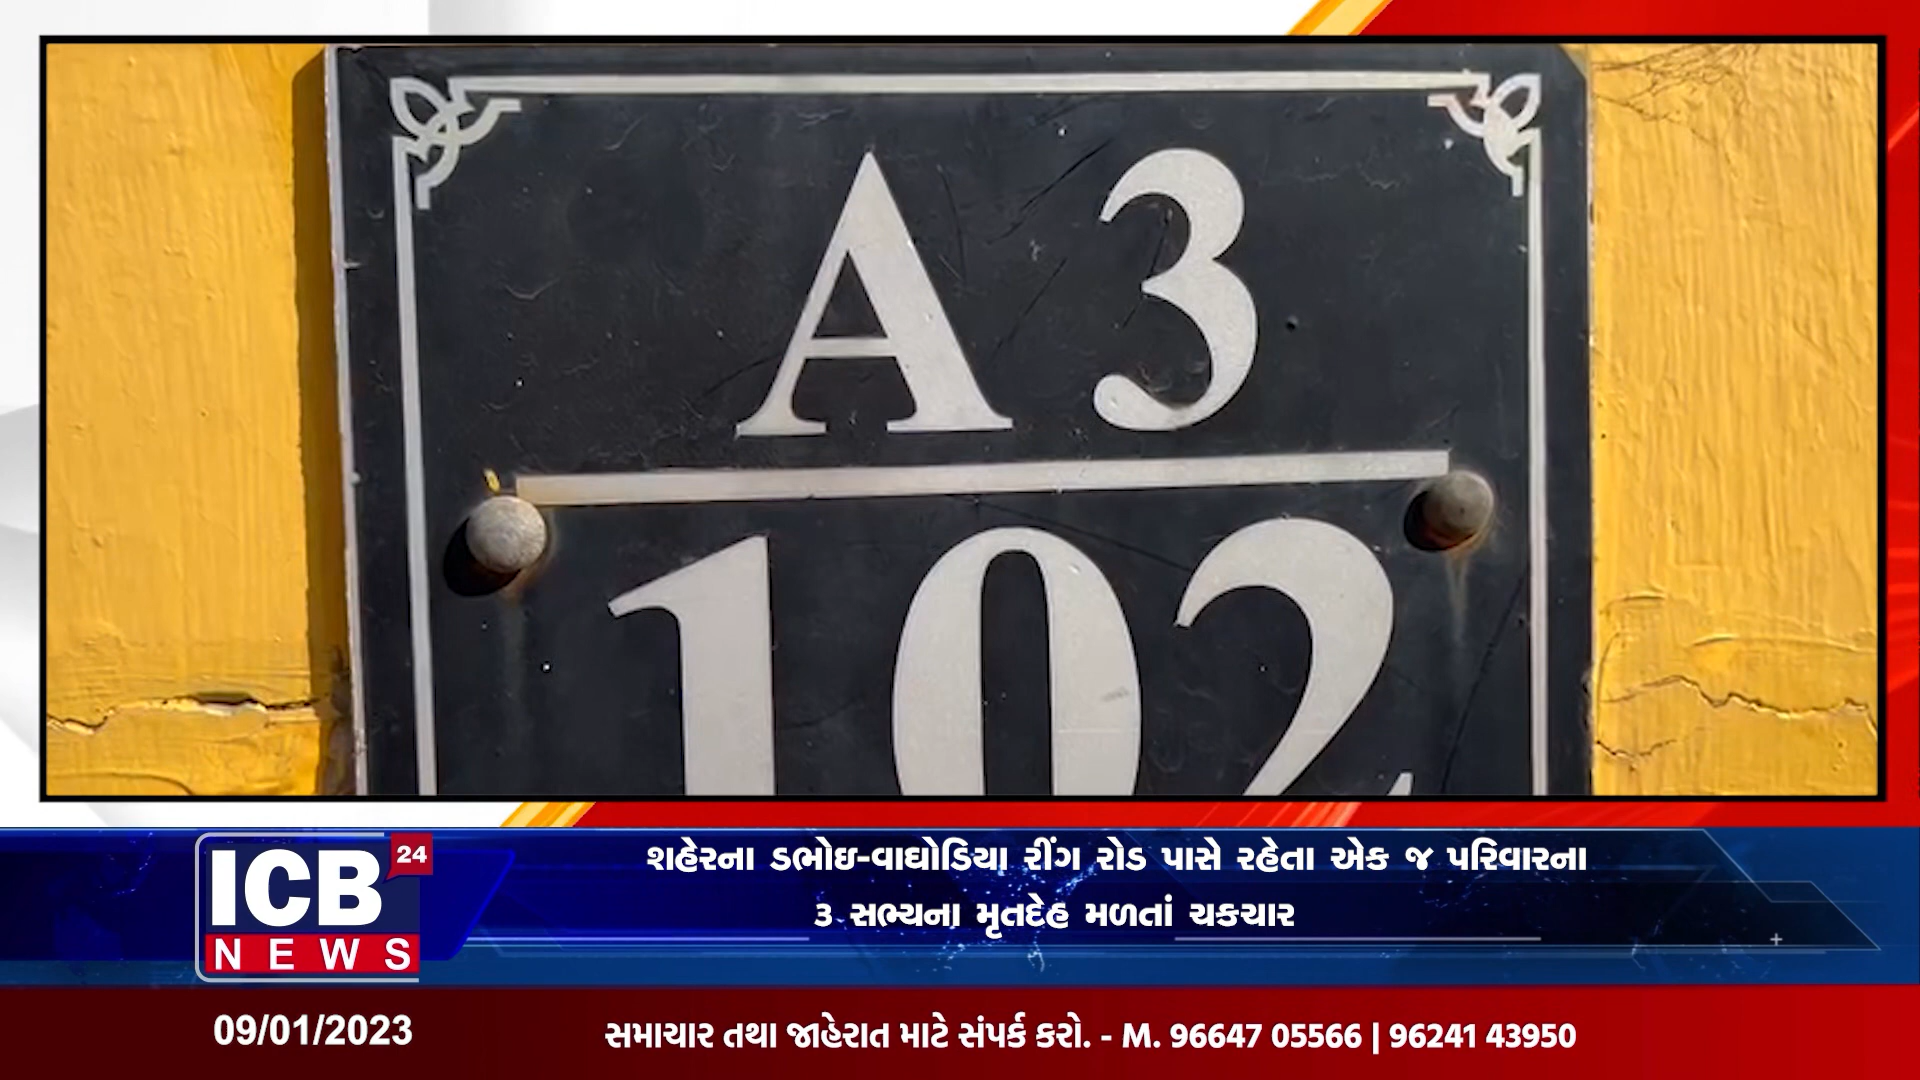 A 3
102
24
ICB
NEWS
શહેરના ડભોઇ-વાઘોડિયા રીંગ રોડ પાસે રહેતા એક જ પરિવારના
૩ સભ્યના મૃતદેહ મળતાં ચકચાર
09/01/2023
સમાચાર તથા જાહેરાત માટે સંપર્ક કરો. - M. 96647 05566 | 96241 43950